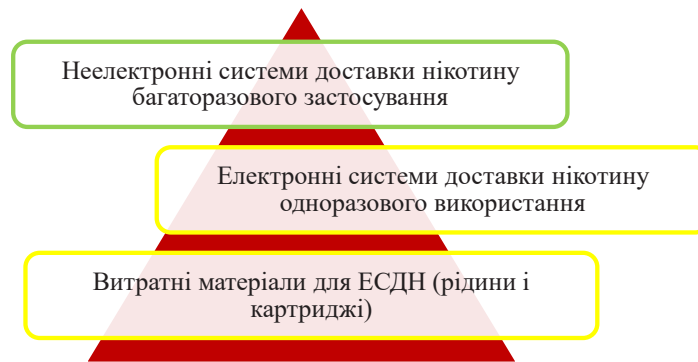 Неелектронні системи доставки нікотину
багаторазового застосування
Електронні системи доставки нікотину
одноразового використання
Витратні матеріали для ЕСДН (рідини і
картриджі)